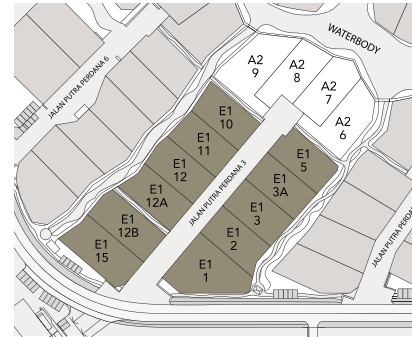 WATERBODY
JALAN PUTRA PERDANA 6
A2
9
A2
8
A2
7
A2
6
E1
10
E1
11
E1
12
E1
12A
E1
12B
E1
15
JALAN PUTRA PERDANA 3
E1
5
E1
3A
E1
3
E1
2
E1
1
JALAN PUTRA PERDAN